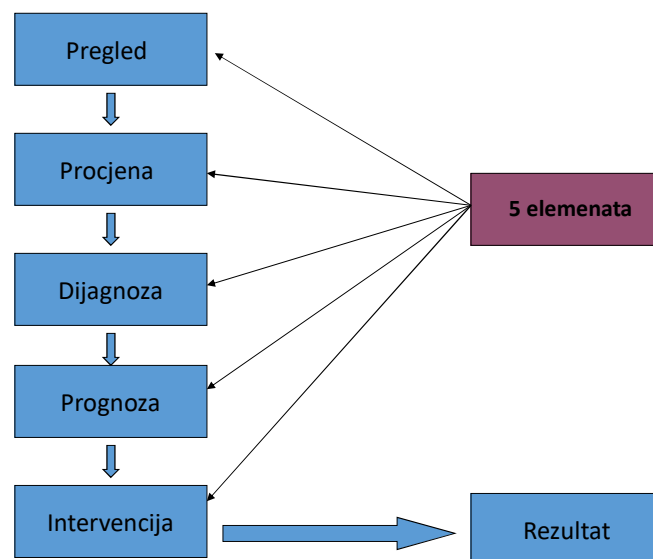 Pregled
Procjena
5 elemenata
Dijagnoza
Prognoza
Intervencija
Rezultat